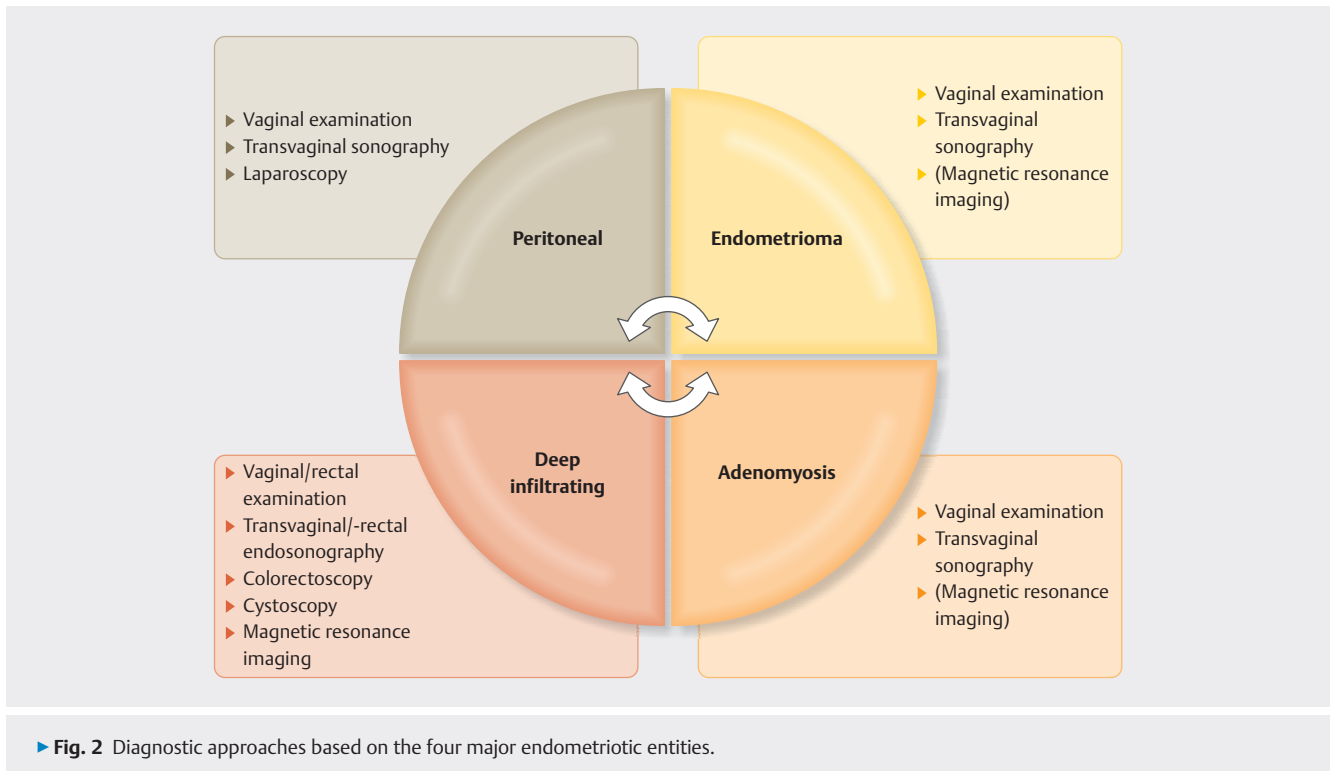 ▶ Vaginal examination
▶ Transvaginal sonography
▶ Laparoscopy
▶ Vaginal examination
▶ Transvaginal
sonography
▶ (Magnetic resonance
imaging)
Peritoneal
Endometrioma
Deep
infiltrating
Adenomyosis
▶ Vaginal/rectal
examination
▶ Transvaginal/-rectal
endosonography
▶ Colorectoscopy
▶ Cystoscopy
▶ Magnetic resonance
imaging
▶ Vaginal examination
▶ Transvaginal
sonography
▶ (Magnetic resonance
imaging)
▶ Fig. 2 Diagnostic approaches based on the four major endometriotic entities.